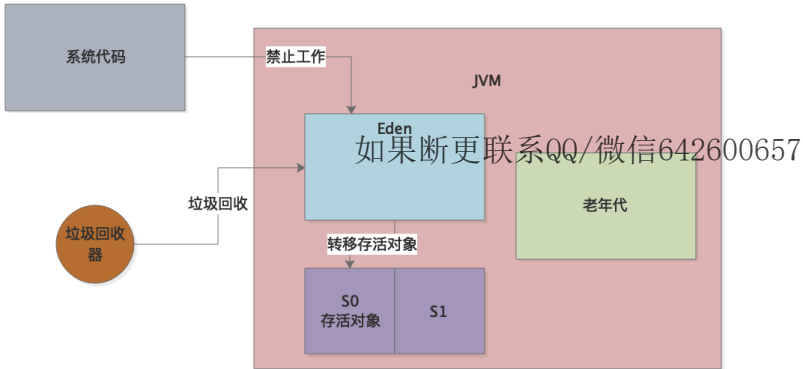 系统代码
禁止工作
JVM
Eden
如果断更联系QQ/微信642600657
老年代
垃圾回收
垃圾回收
器
转移存活对象
S0
存活对象
S1